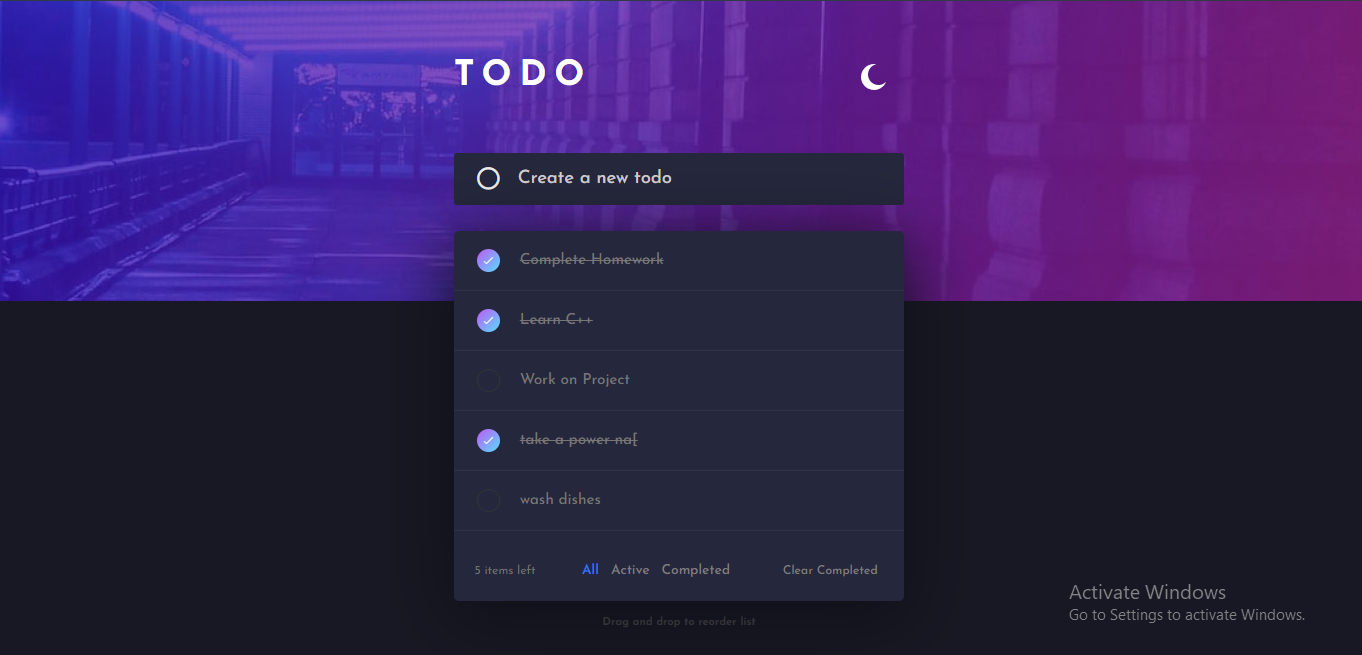 TODO
Create a new todo
Complete Homework
Learn C++
Work on Project
take a power na[
wash dishes
5 items left All Active Completed Clear Completed
Drag and drop to reorder list
Activate Windows
Go to Settings to activate Windows.